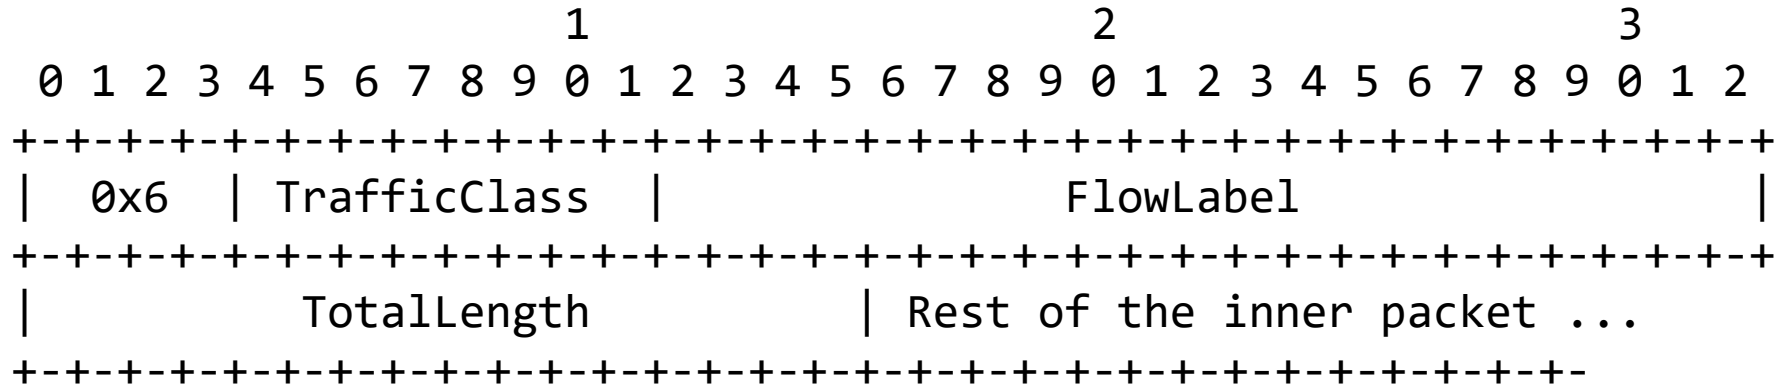 1                   2                   3
 0 1 2 3 4 5 6 7 8 9 0 1 2 3 4 5 6 7 8 9 0 1 2 3 4 5 6 7 8 9 0 1 2
+-+-+-+-+-+-+-+-+-+-+-+-+-+-+-+-+-+-+-+-+-+-+-+-+-+-+-+-+-+-+-+-+-+
|  0x6  | TrafficClass  |               FlowLabel                 |
+-+-+-+-+-+-+-+-+-+-+-+-+-+-+-+-+-+-+-+-+-+-+-+-+-+-+-+-+-+-+-+-+-+
|          TotalLength          | Rest of the inner packet ...
+-+-+-+-+-+-+-+-+-+-+-+-+-+-+-+-+-+-+-+-+-+-+-+-+-+-+-+-+-+-